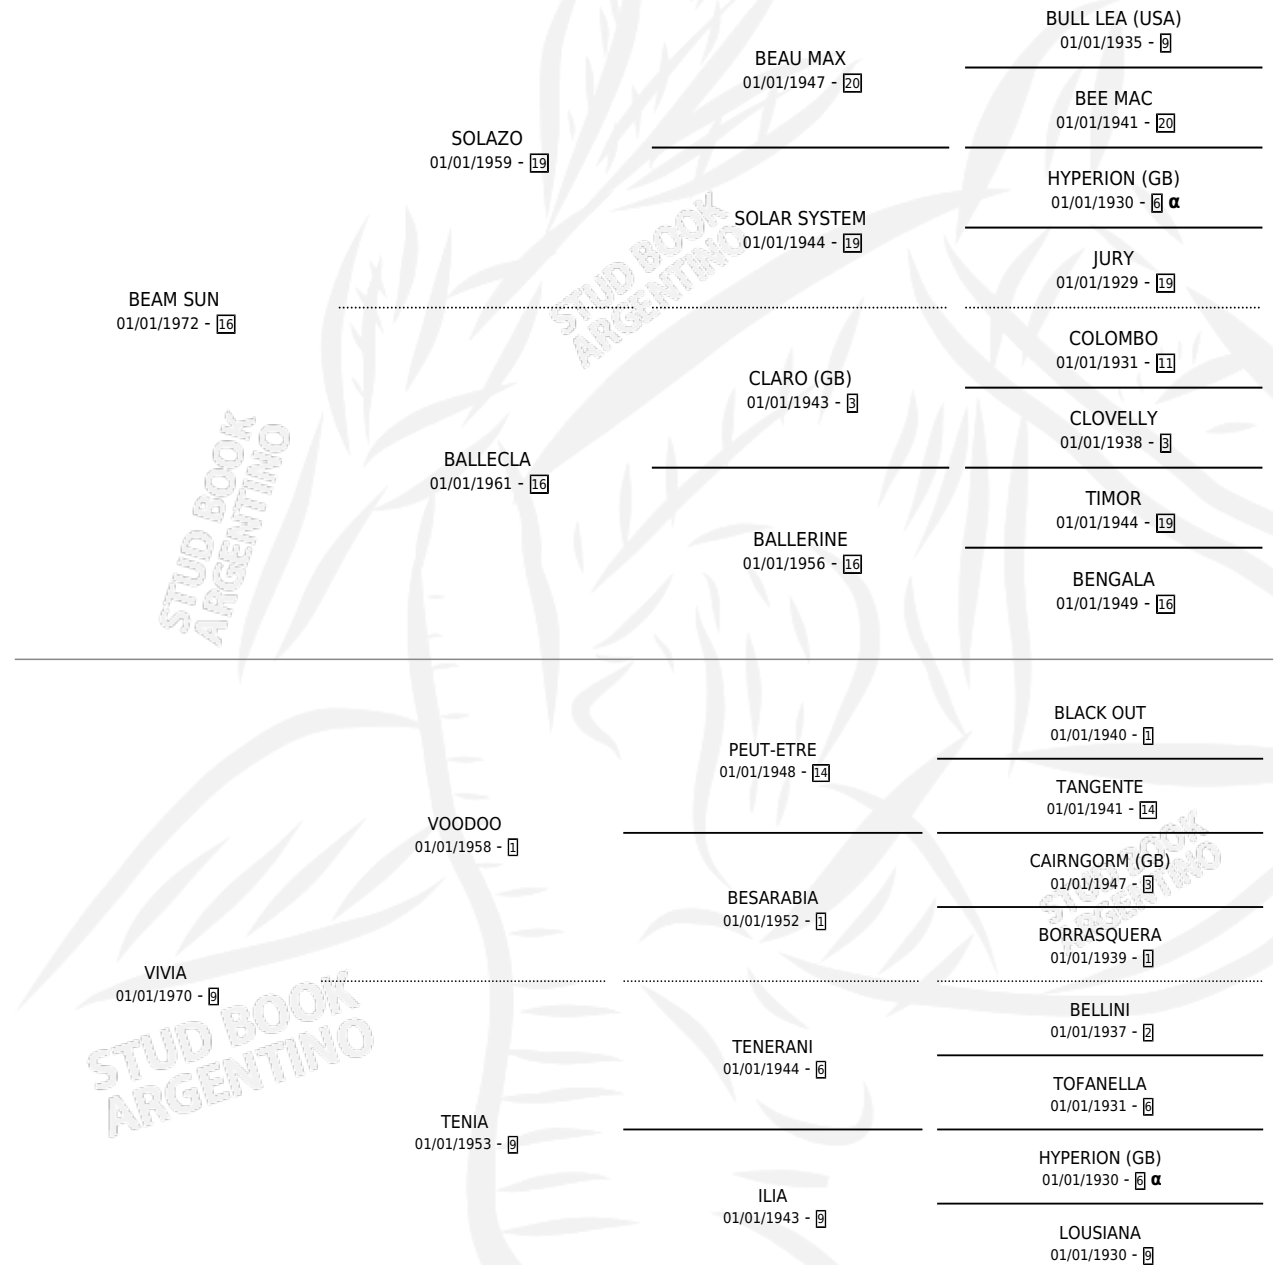 BULL LEA (USA)
01/01/1935 - 9
BEAU MAX
01/01/1947 - 20
BEE MAC
01/01/1941 - 20
SOLAZO
01/01/1959 - 19
HYPERION (GB)
01/01/1930 - 6 α
SOLAR SYSTEM
01/01/1944 - 19
JURY
01/01/1929 - 19
BEAM SUN
01/01/1972 - 16
COLOMBO
01/01/1931 - 11
CLARO (GB)
01/01/1943 - 3
CLOVELLY
01/01/1938 - 3
BALLECLA
01/01/1961 - 16
TIMOR
01/01/1944 - 19
BALLERINE
01/01/1956 - 16
BENGALA
01/01/1949 - 16
BLACK OUT
01/01/1940 - 1
PEUT-ETRE
01/01/1948 - 14
TANGENTE
01/01/1941 - 14
VOODOO
01/01/1958 - 1
CAIRNGORM (GB)
01/01/1947 - 3
BESARABIA
01/01/1952 - 1
BORRASQUERA
01/01/1939 - 1
VIVIA
01/01/1970 - 9
BELLINI
01/01/1937 - 2
TENERANI
01/01/1944 - 6
TOFANELLA
01/01/1931 - 6
TENIA
01/01/1953 - 9
HYPERION (GB)
01/01/1930 - 6 α
ILIA
01/01/1943 - 9
LOUSIANA
01/01/1930 - 9
STUD BOOK
ARGENTINO
STUD BOOK
ARGENTINO
STUD BOOK
ARGENTINO
STUD BOOK
ARGENTINO